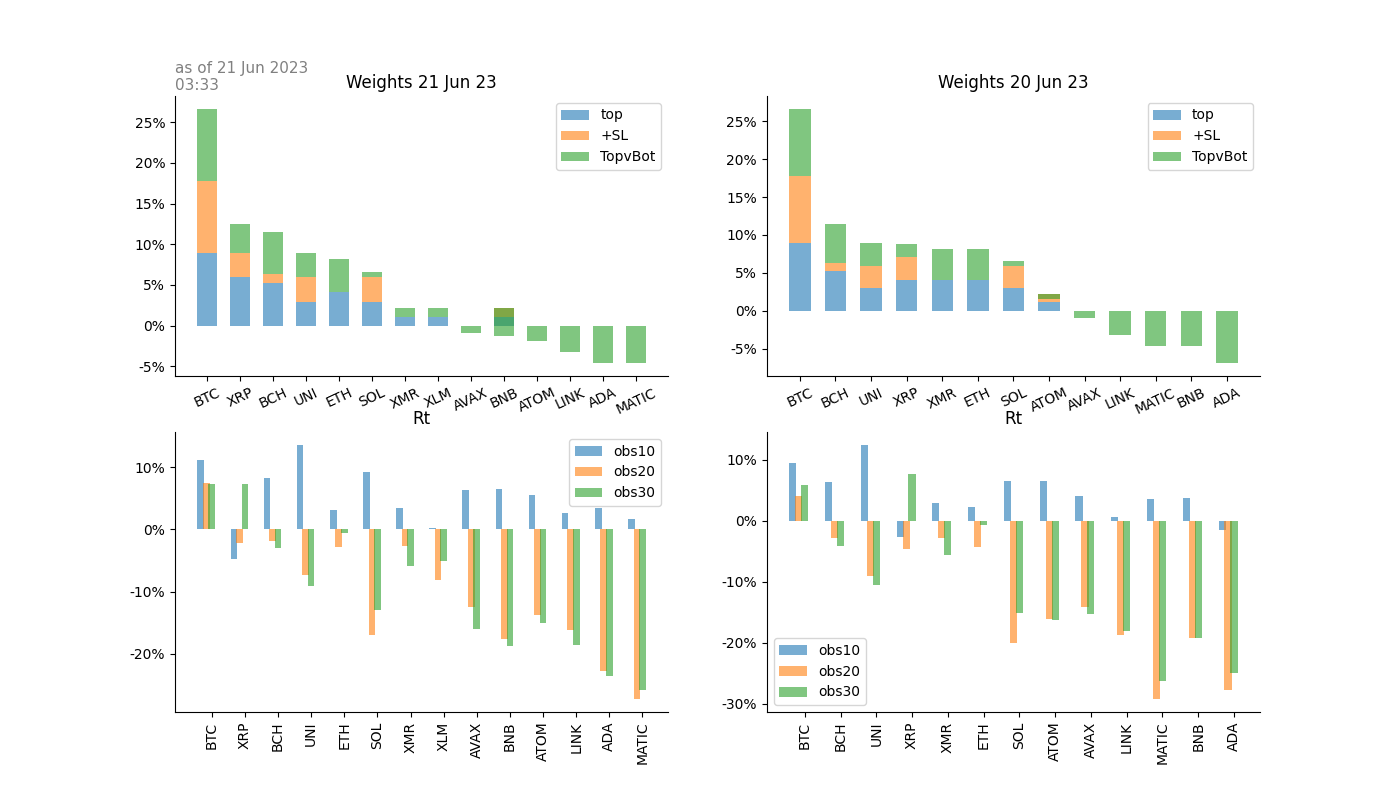 as of 21 Jun 2023
03:33
Weights 21 Jun 23
25%
20%
15%
10%
5%
0%
-5%
top
+SL
TopvBot
BTC XRP BCH UNI ETH SOL XMR XLM AVAX BNB ATOM LINK ADA MATIC
Weights 20 Jun 23
25%
20%
15%
10%
5%
0%
-5%
top
+SL
TopvBot
BTC BCH UNI XRP XMR ETH SOL ATOM AVAX LINK MATIC BNB ADA
Rt
10%
0%
-10%
-20%
obs10
obs20
obs30
BTC XRP BCH UNI ETH SOL XMR XLM AVAX BNB ATOM LINK ADA MATIC
Rt
10%
0%
-10%
-20%
-30%
obs10
obs20
obs30
BTC BCH UNI XRP XMR ETH SOL ATOM AVAX LINK MATIC BNB ADA